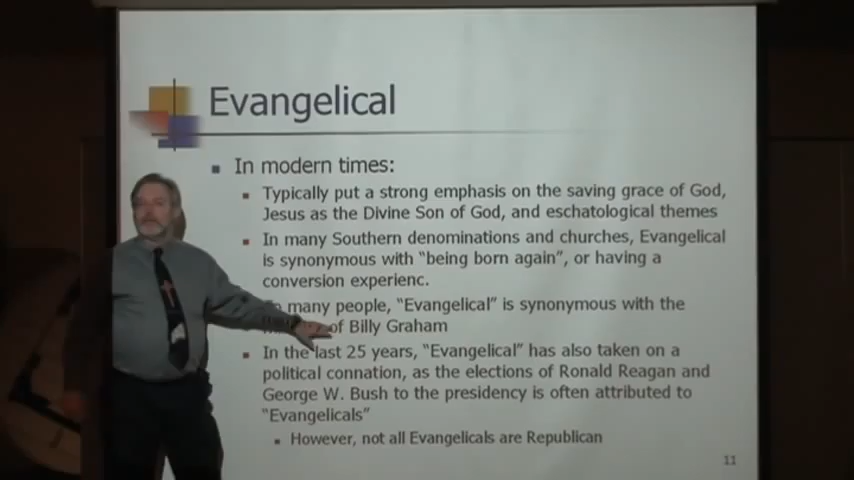 Evangelical
In modern times:
Typically put a strong emphasis on the saving grace of God,
Jesus as the Divine Son of God, and eschatological themes
In many Southern denominations and churches, Evangelical
is synonymous with "being born again", or having a
conversion experienc.
many people, "Evangelical" is synonymous with the
of Billy Graham
In the last 25 years, "Evangelical" has also taken on a
political connation, as the elections of Ronald Reagan and
George W. Bush to the presidency is often attributed to
"Evangelicals"
However, not all Evangelicals are Republican
11